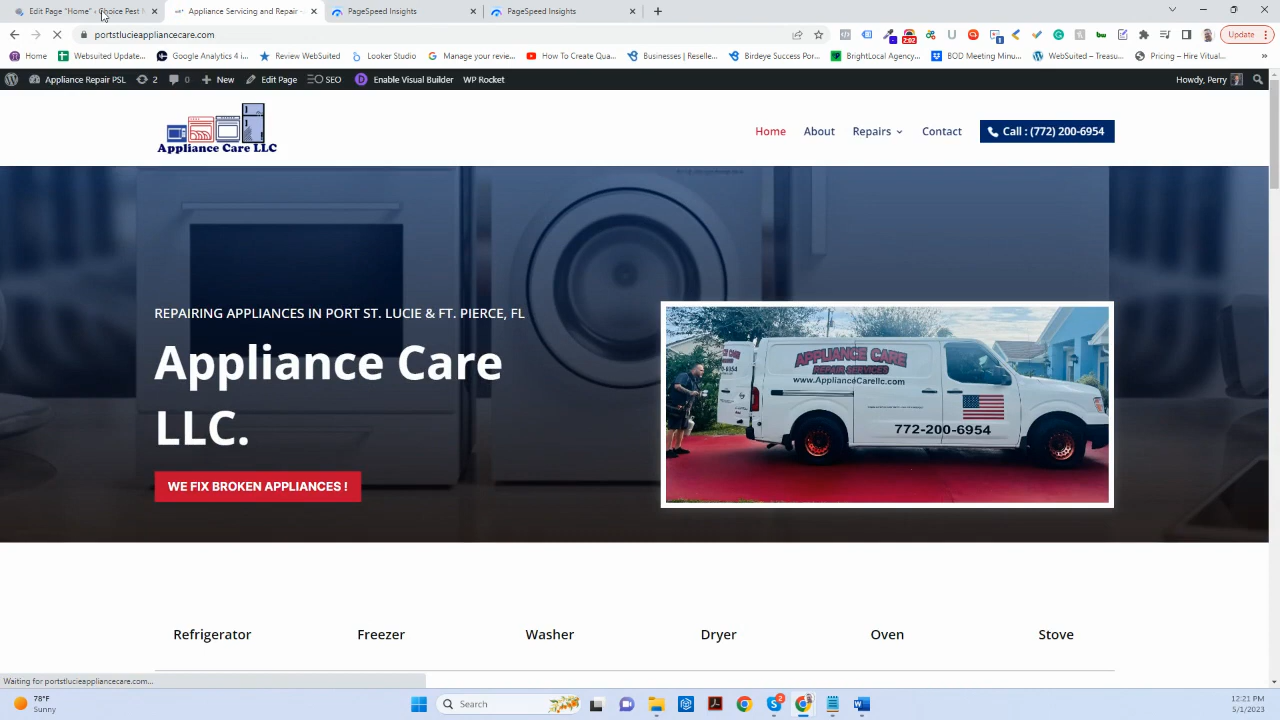 Edit Page "Home" ‹ Choice Pest
Appliance Servicing and Repair -
PageSpeed Insights
PageSpeed Insights
portstlucieappliancecare.com
2:02
Update
Home
Websuited Update...
Google Analytics 4 i...
Review WebSuited
Looker Studio
Manage your revie...
How To Create Qua...
Businesses | Reselle...
Birdeye Success Por...
BrightLocal Agency...
BOD Meeting Minu...
WebSuited – Treasu...
Pricing – Hire Virtual...
Appliance Repair PSL
2
0
New
Edit Page
SEO
Enable Visual Builder
WP Rocket
Howdy, Perry
Appliance Care LLC
Home
About
Repairs
Contact
Call : (772) 200-6954
REPAIRING APPLIANCES IN PORT ST. LUCIE & FT. PIERCE, FL
Appliance Care
LLC.
WE FIX BROKEN APPLIANCES !
APPLIANCE CARE
REPAIR SERVICES
www.ApplianceCarellc.com
772-200-6954
Refrigerator
Freezer
Washer
Dryer
Oven
Stove
Waiting for portstlucieappliancecare.com...
78°F
Sunny
Search
2
12:21 PM
5/1/2023